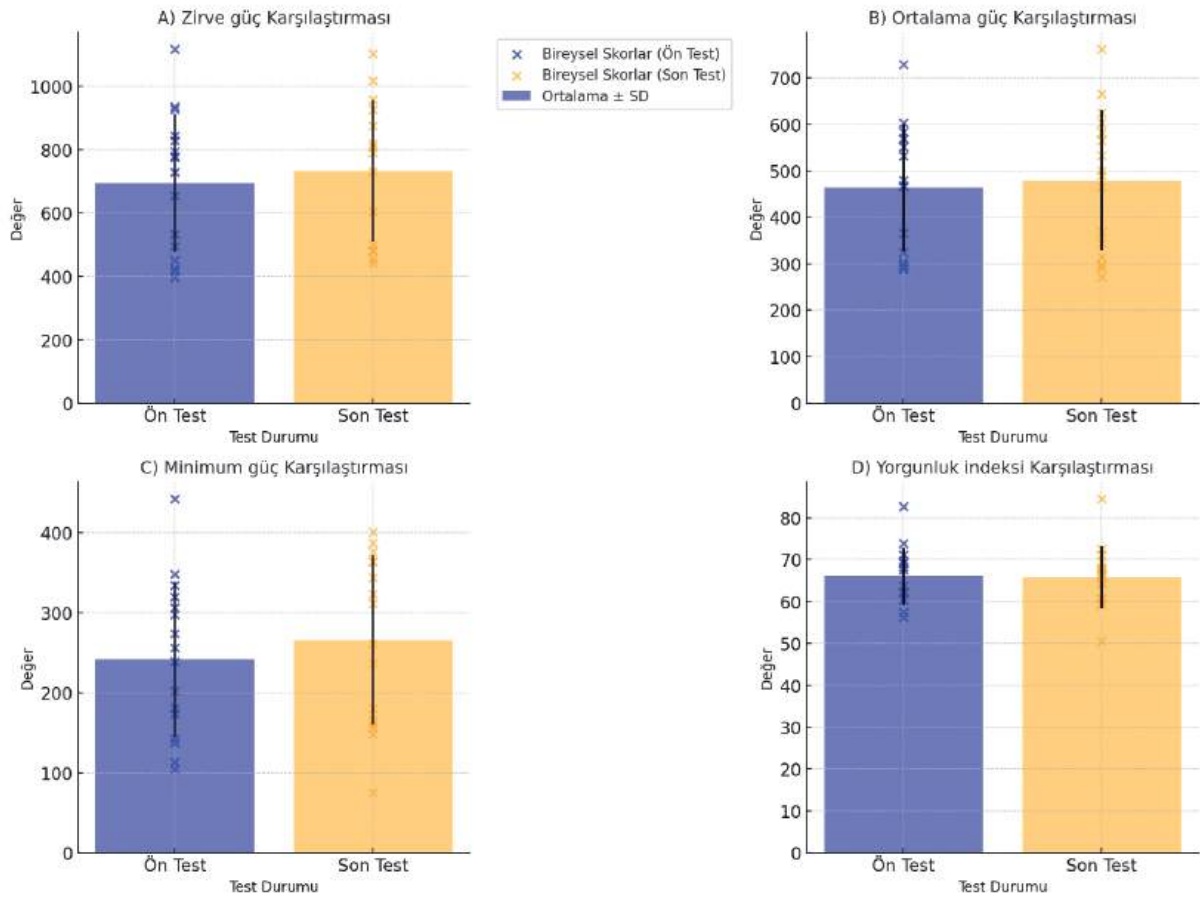 A) Zirve güç Karşılaştırması
1000
800
600
400
200
0
Değer
Ön Test
Son Test
Test Durumu
Bireysel Skorlar (Ön Test)
Bireysel Skorlar (Son Test)
Ortalama ± SD
B) Ortalama güç Karşılaştırması
700
600
500
400
300
200
100
0
Değer
Ön Test
Son Test
Test Durumu
C) Minimum güç Karşılaştırması
400
300
200
100
0
Değer
Ön Test
Son Test
Test Durumu
D) Yorgunluk indeksi Karşılaştırması
80
70
60
50
40
30
20
10
0
Değer
Ön Test
Son Test
Test Durumu